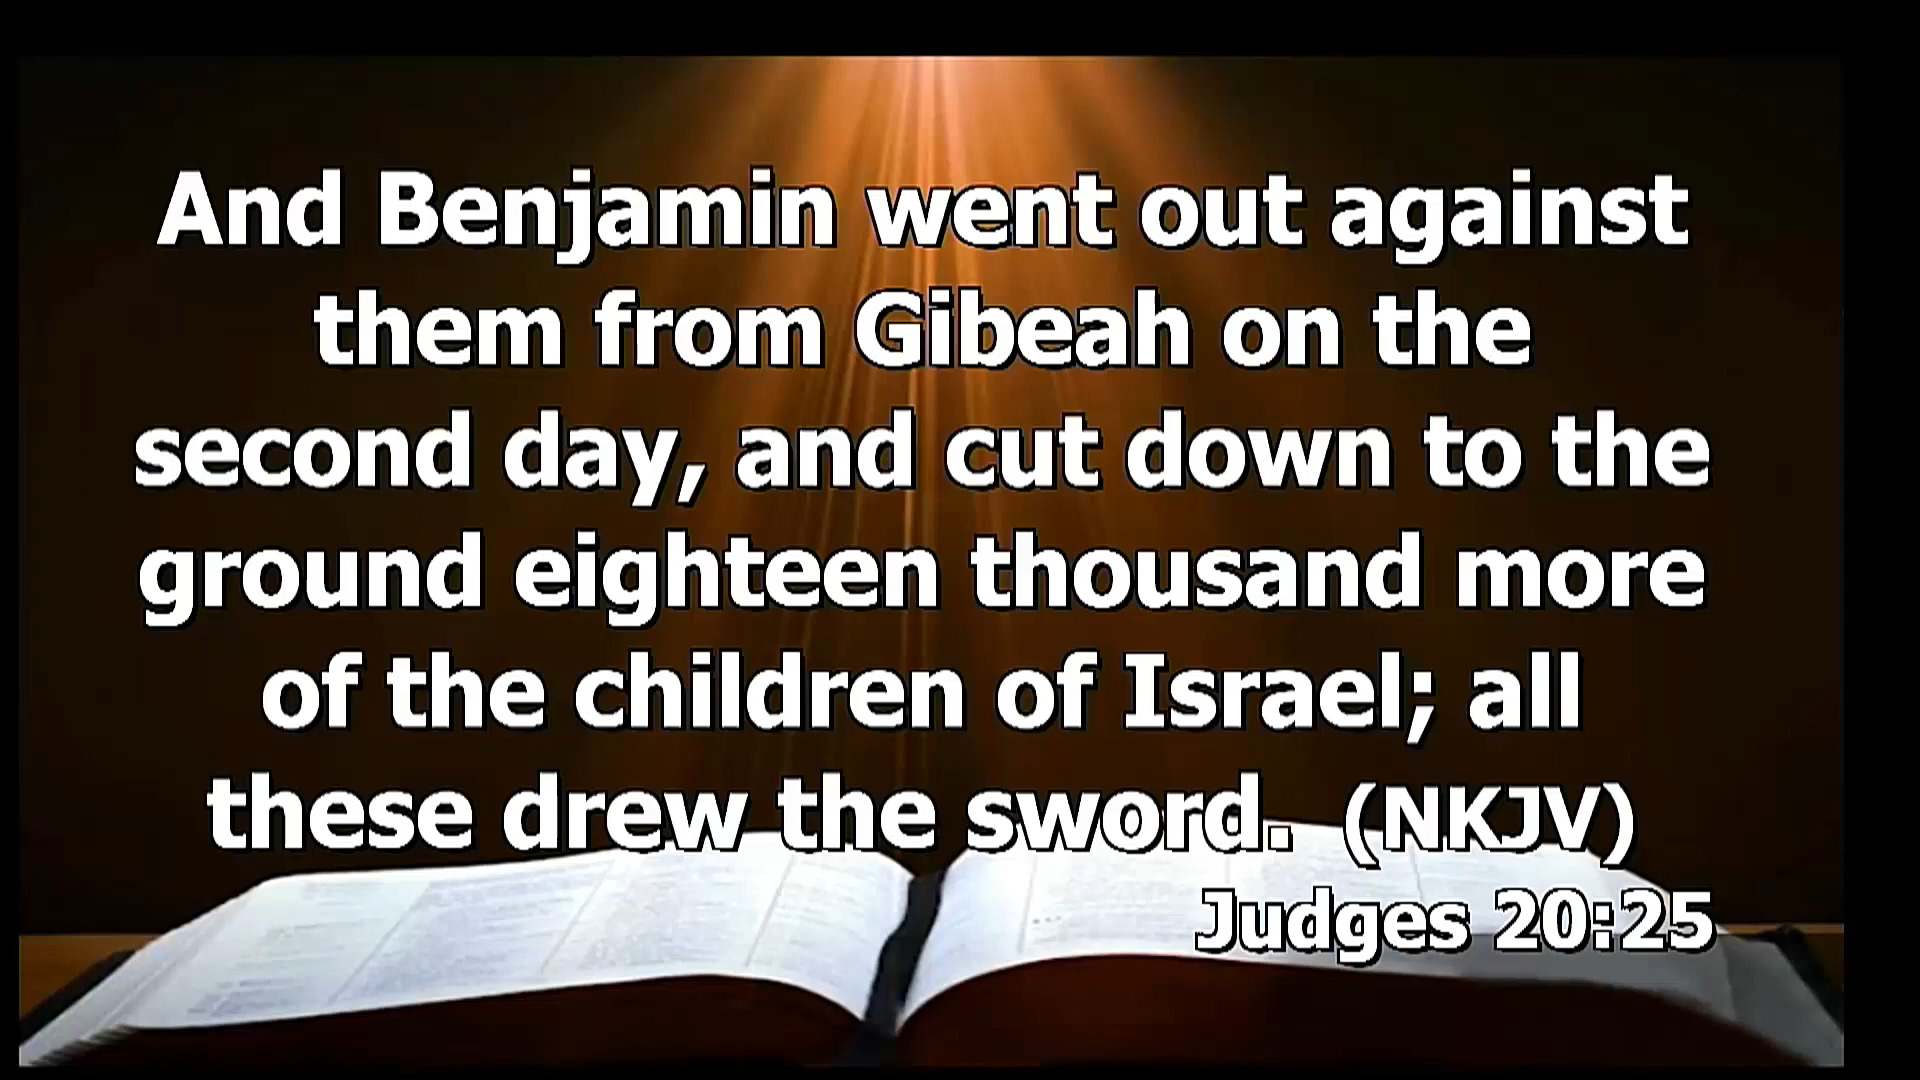 And Benjamin went out against
them from Gibeah on the
second day, and cut down to the
ground eighteen thousand more
of the children of Israel; all
these drew the sword. (NKJV)
Judges 20:25